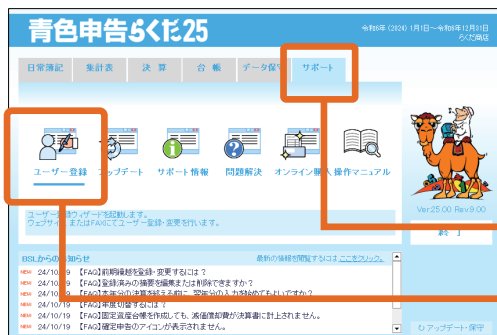 青色申告らくだ25
令和6年 (2024) 1月1日～令和6年12月31日
らくだ商店
日常簿記 集計表 決 算 台 帳 データ保守 サポート
ユーザー登録 アップデート サポート情報 問題解決 オンライン購入 操作マニュアル
ユーザー登録ウィザードを起動します。
ウェブサイト、またはFAXにてユーザー登録・変更を行います。
Ver.25.00 Rev.9.00
終 了
BSLからのお知らせ
最新の情報を閲覧するには ここをクリック。
NEW 24/10/19 【FAQ】前期繰越を登録・変更するには？
NEW 24/10/19 【FAQ】登録済みの摘要を編集または削除できますか？
NEW 24/10/19 【FAQ】本年分の決算を終える前に、翌年分の入力を始めてもよいですか？
NEW 24/10/19 【FAQ】年度切替するには？
NEW 24/10/19 【FAQ】固定資産台帳を作成しても、減価償却費が決算書に計上されません。
NEW 24/10/19 【FAQ】確定申告のアイコンが表示されません。
アップデート・保守